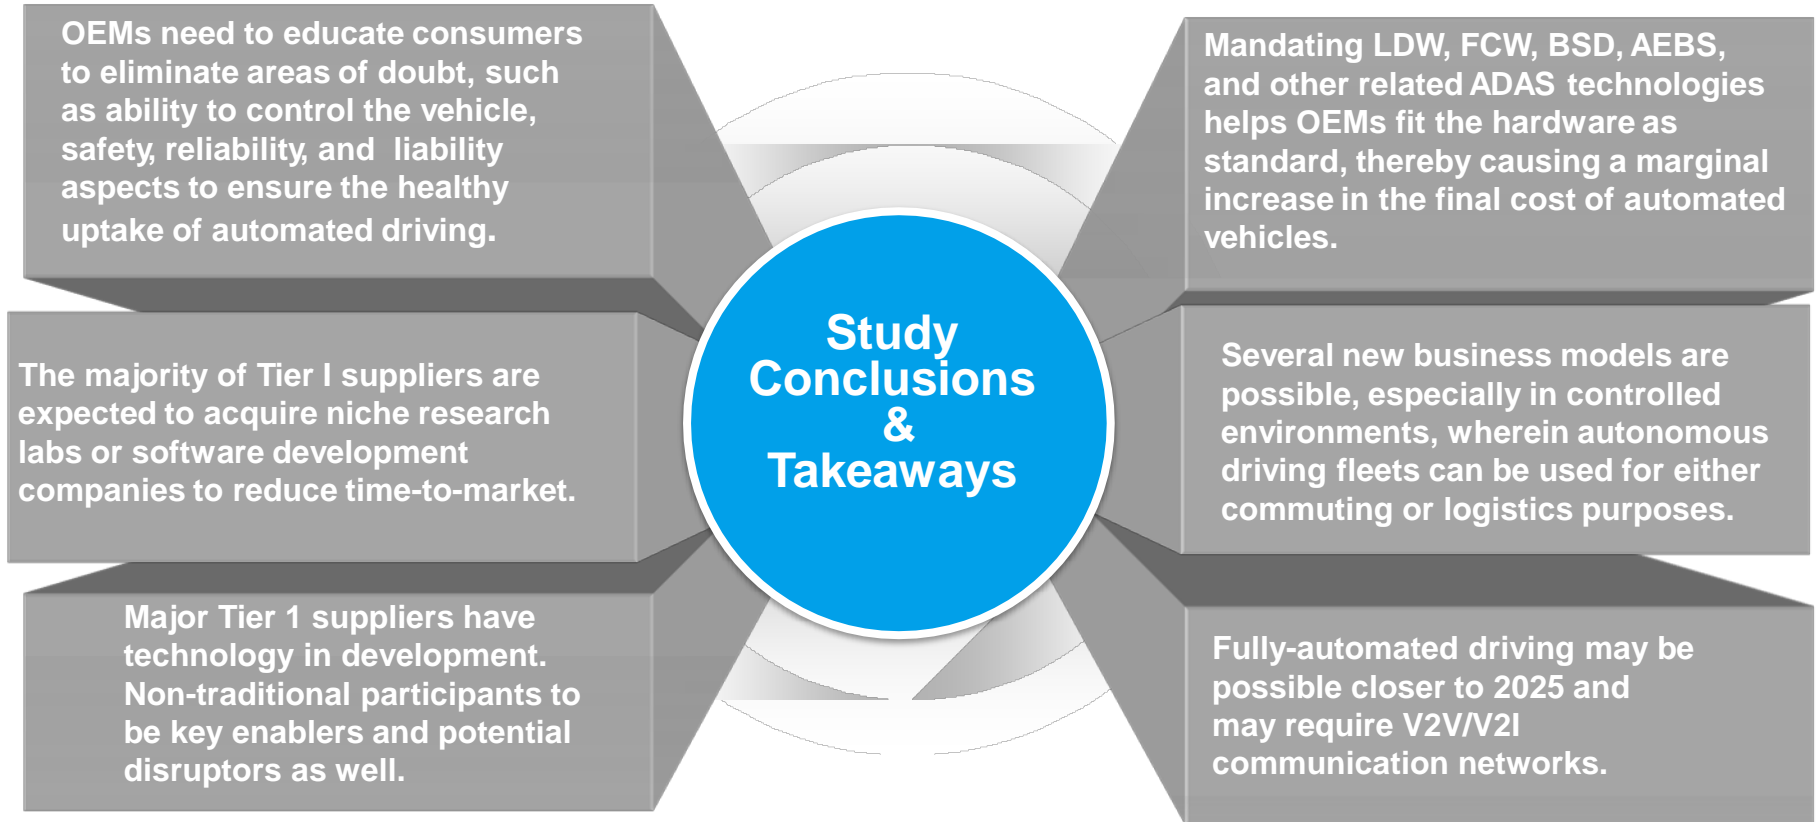 OEMs need to educate consumers
to eliminate areas of doubt, such
as ability to control the vehicle,
safety, reliability, and liability
aspects to ensure the healthy
uptake of automated driving.
The majority of Tier I suppliers are
expected to acquire niche research
labs or software development
companies to reduce time-to-market.
Major Tier 1 suppliers have
technology in development.
Non-traditional participants to
be key enablers and potential
disruptors as well.
Study
Conclusions
&
Takeaways
Mandating LDW, FCW, BSD, AEBS,
and other related ADAS technologies
helps OEMs fit the hardware as
standard, thereby causing a marginal
increase in the final cost of automated
vehicles.
Several new business models are
possible, especially in controlled
environments, wherein autonomous
driving fleets can be used for either
commuting or logistics purposes.
Fully-automated driving may be
possible closer to 2025 and
may require V2V/V2I
communication networks.